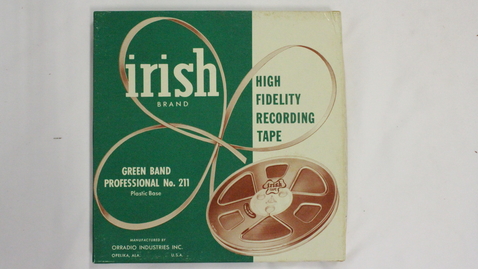 irish
BRAND
HIGH
FIDELITY
RECORDING
TAPE
GREEN BAND
PROFESSIONAL No. 211
Plastic Base
irish
MANUFACTURED BY
ORRADIO INDUSTRIES INC.
OPELIKA, ALA. U.S.A.